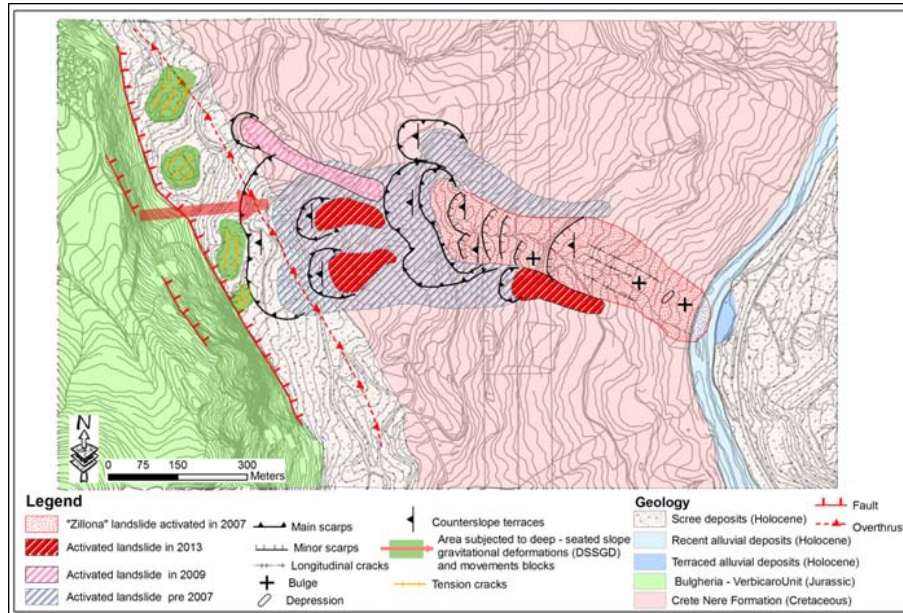 N
0 75 150 300
Meters
Legend
"Zillona" landslide activated in 2007
Activated landslide in 2013
Activated landslide in 2009
Activated landslide pre 2007
Main scarps
Minor scarps
Longitudinal cracks
Bulge
Depression
Counterslope terraces
Area subjected to deep - seated slope
gravitational deformations (DSSGD)
and movements blocks
Tension cracks
Geology
Scree deposits (Holocene)
Recent alluvial deposits (Holocene)
Terraced alluvial deposits (Holocene)
Bulgheria - VerbicaroUnit (Jurassic)
Crete Nere Formation (Cretaceous)
Fault
Overthrust